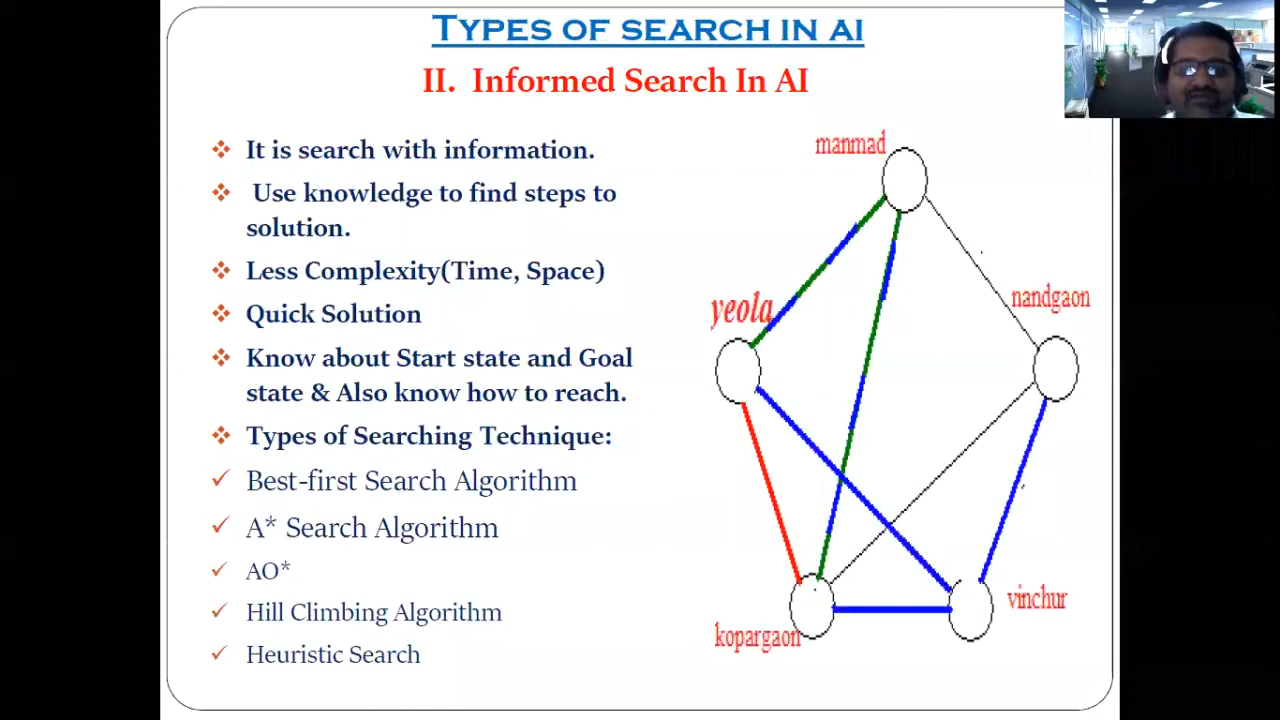 TYPES OF SEARCH IN AI
II. Informed Search In AI
It is search with information.
Use knowledge to find steps to
solution.
Less Complexity(Time, Space)
Quick Solution
Know about Start state and Goal
state & Also know how to reach.
Types of Searching Technique:
Best-first Search Algorithm
A* Search Algorithm
AO*
Hill Climbing Algorithm
Heuristic Search
manmad
yeola
nandgaon
vinchur
kopargaon